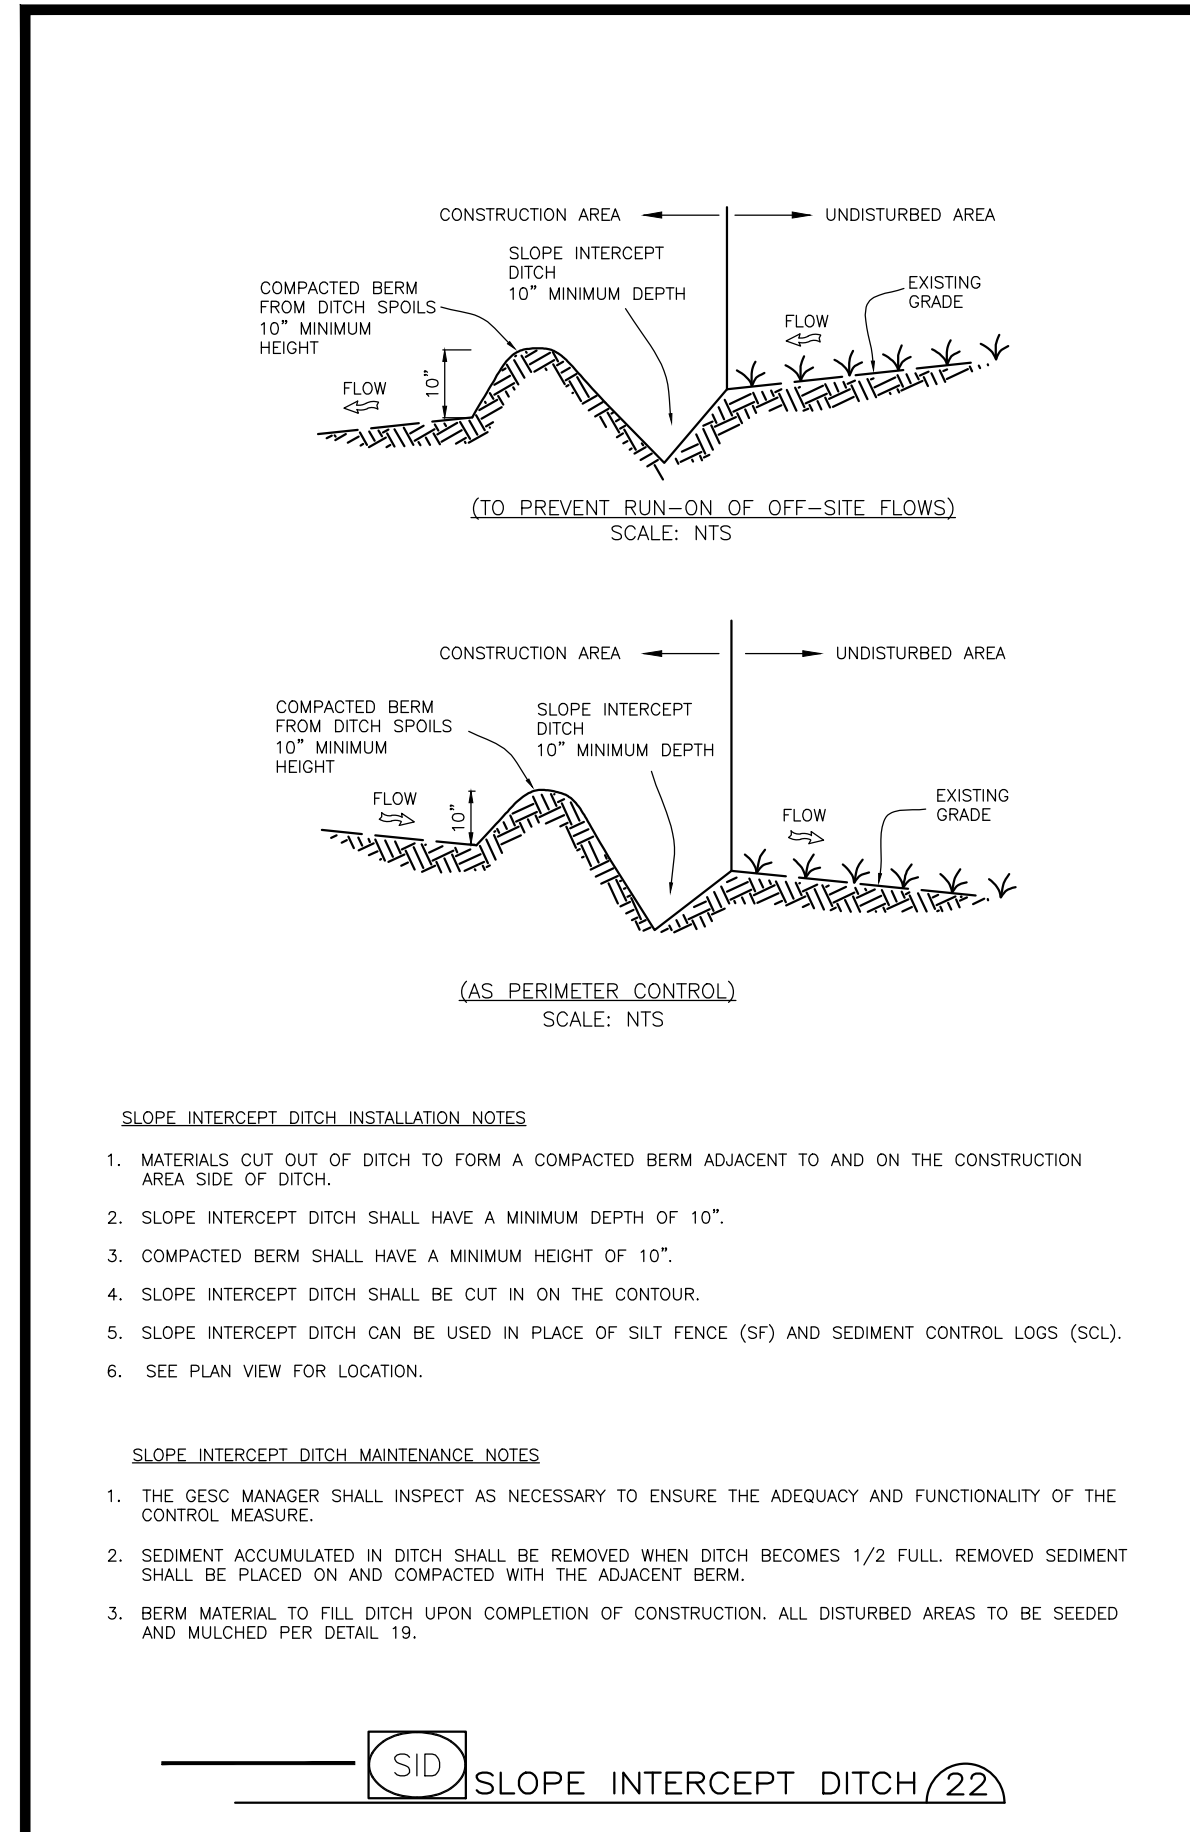 CONSTRUCTION AREA
UNDISTURBED AREA
SLOPE INTERCEPT
DITCH
10" MINIMUM DEPTH
COMPACTED BERM
FROM DITCH SPOILS
10" MINIMUM
HEIGHT
EXISTING
GRADE
FLOW
FLOW
10"
(TO PREVENT RUN-ON OF OFF-SITE FLOWS)
SCALE: NTS
CONSTRUCTION AREA
UNDISTURBED AREA
COMPACTED BERM
FROM DITCH SPOILS
10" MINIMUM
HEIGHT
SLOPE INTERCEPT
DITCH
10" MINIMUM DEPTH
FLOW
10"
FLOW
EXISTING
GRADE
(AS PERIMETER CONTROL)
SCALE: NTS
SLOPE INTERCEPT DITCH INSTALLATION NOTES
1. MATERIALS CUT OUT OF DITCH TO FORM A COMPACTED BERM ADJACENT TO AND ON THE CONSTRUCTION
AREA SIDE OF DITCH.
2. SLOPE INTERCEPT DITCH SHALL HAVE A MINIMUM DEPTH OF 10".
3. COMPACTED BERM SHALL HAVE A MINIMUM HEIGHT OF 10".
4. SLOPE INTERCEPT DITCH SHALL BE CUT IN ON THE CONTOUR.
5. SLOPE INTERCEPT DITCH CAN BE USED IN PLACE OF SILT FENCE (SF) AND SEDIMENT CONTROL LOGS (SCL).
6. SEE PLAN VIEW FOR LOCATION.
SLOPE INTERCEPT DITCH MAINTENANCE NOTES
1. THE GESC MANAGER SHALL INSPECT AS NECESSARY TO ENSURE THE ADEQUACY AND FUNCTIONALITY OF THE
CONTROL MEASURE.
2. SEDIMENT ACCUMULATED IN DITCH SHALL BE REMOVED WHEN DITCH BECOMES 1/2 FULL. REMOVED SEDIMENT
SHALL BE PLACED ON AND COMPACTED WITH THE ADJACENT BERM.
3. BERM MATERIAL TO FILL DITCH UPON COMPLETION OF CONSTRUCTION. ALL DISTURBED AREAS TO BE SEEDED
AND MULCHED PER DETAIL 19.
SID
SLOPE INTERCEPT DITCH 22